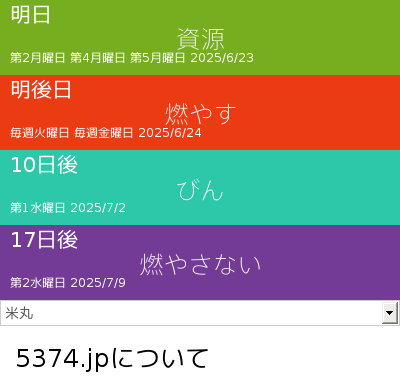 明日
資源
第2月曜日 第4月曜日 第5月曜日 2025/6/23
明後日
燃やす
毎週火曜日 毎週金曜日 2025/6/24
10日後
びん
第1水曜日 2025/7/2
17日後
燃やさない
第2水曜日 2025/7/9
米丸
5374.jpについて